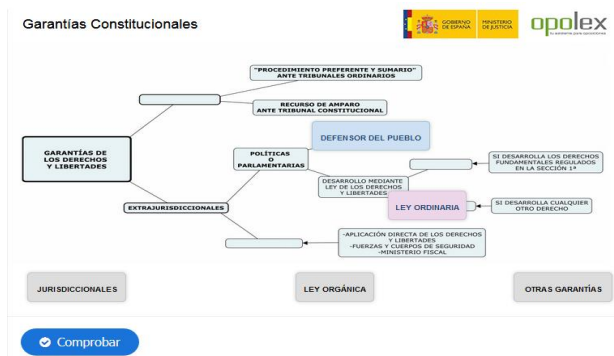 Garantías Constitucionales
GOBIERNO
DE ESPAÑA
MINISTERIO
DE JUSTICIA
opolex
"PROCEDIMIENTO PREFERENTE Y SUMARIO"
ANTE TRIBUNALES ORDINARIOS
RECURSO DE AMPARO
ANTE TRIBUNAL CONSTITUCIONAL
GARANTÍAS DE
LOS DERECHOS
Y LIBERTADES
DEFENSOR DEL PUEBLO
POLÍTICAS
O
PARLAMENTARIAS
SI DESARROLLA LOS DERECHOS
FUNDAMENTALES REGULADOS
EN LA SECCIÓN 1ª
DESARROLLO MEDIANTE
LEY DE LOS DERECHOS
Y LIBERTADES
LEY ORDINARIA
SI DESARROLLA CUALQUIER
OTRO DERECHO
EXTRAJURISDICCIONALES
-APLICACIÓN DIRECTA DE LOS DERECHOS
Y LIBERTADES
-FUERZAS Y CUERPOS DE SEGURIDAD
-MINISTERIO FISCAL
JURISDICCIONALES
LEY ORGÁNICA
OTRAS GARANTÍAS
Comprobar